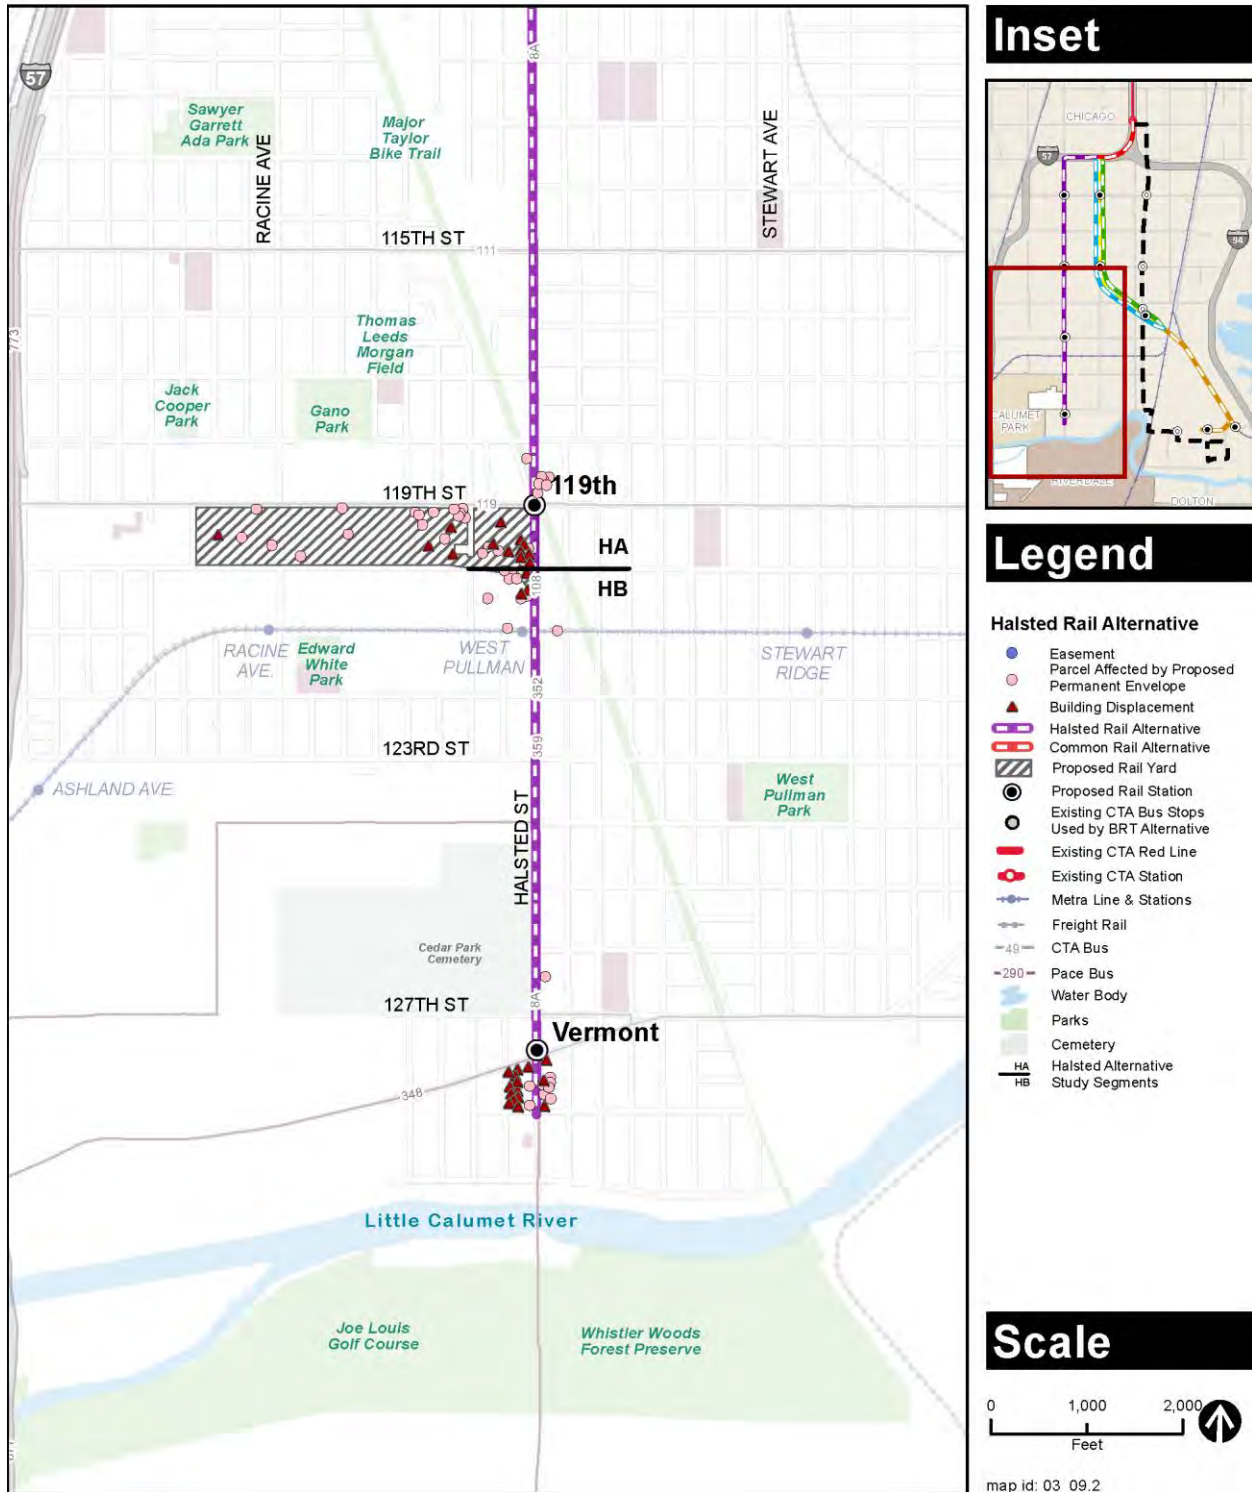 57
Sawyer
Garrett
Ada Park
RACINE AVE
Major
Taylor
Bike Trail
8A
STEWART AVE
115TH ST
111
Thomas
Leeds
Morgan
Field
Jack
Cooper
Park
Gano
Park
119TH ST
119
119th
HA
HB
108
RACINE
AVE.
Edward
White
Park
WEST
PULLMAN
STEWART
RIDGE
352
359
123RD ST
ASHLAND AVE
West
Pullman
Park
HALSTED ST
Cedar Park
Cemetery
127TH ST
8A
Vermont
348
Little Calumet River
Joe Louis
Golf Course
Whistler Woods
Forest Preserve
Inset
CHICAGO
57
94
CALUMET
PARK
RIVERDALE
DOLTON
Legend
Halsted Rail Alternative
Easement
Parcel Affected by Proposed
Permanent Envelope
Building Displacement
Halsted Rail Alternative
Common Rail Alternative
Proposed Rail Yard
Proposed Rail Station
Existing CTA Bus Stops
Used by BRT Alternative
Existing CTA Red Line
Existing CTA Station
Metra Line & Stations
Freight Rail
49 CTA Bus
290 Pace Bus
Water Body
Parks
Cemetery
HA Halsted Alternative
HB Study Segments
Scale
0 1,000 2,000
Feet
map id: 03_09.2